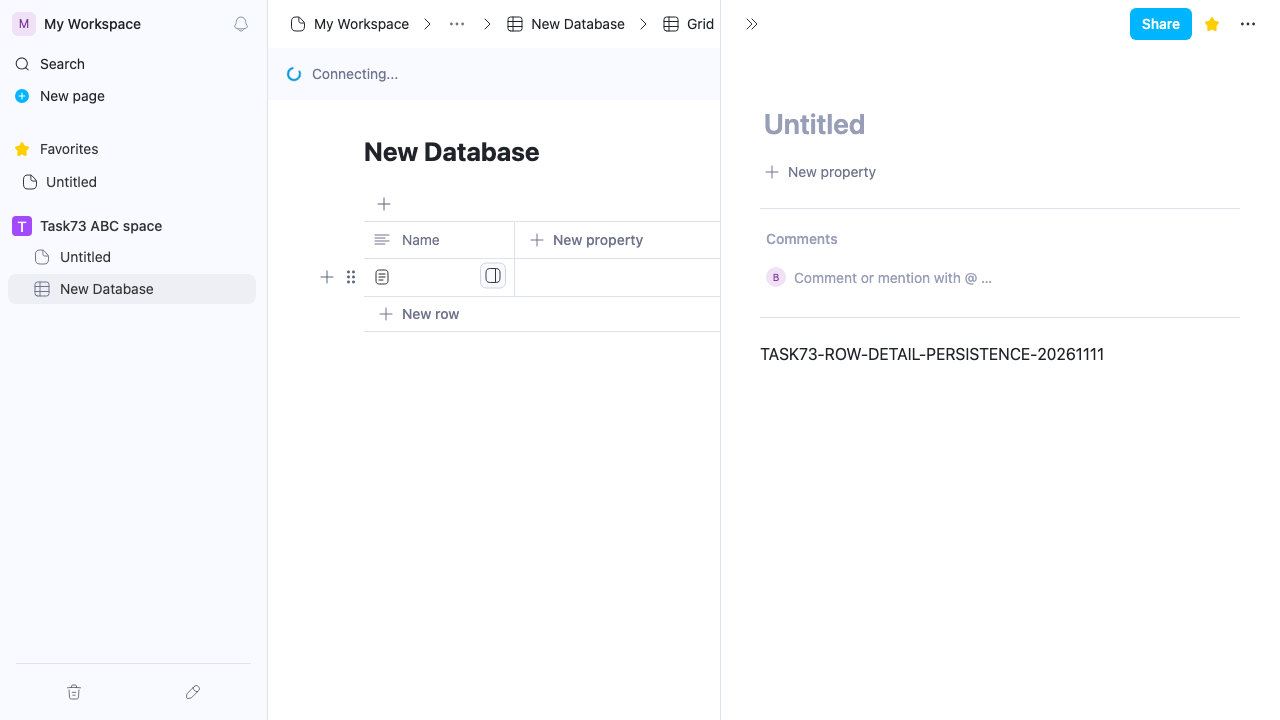 M My Workspace
Search
New page
Favorites
Untitled
T Task73 ABC space
Untitled
New Database
My Workspace
New Database
Grid
Connecting...
New Database
Name
New property
New row
Share
Untitled
New property
Comments
B Comment or mention with @ ...
TASK73-ROW-DETAIL-PERSISTENCE-20261111